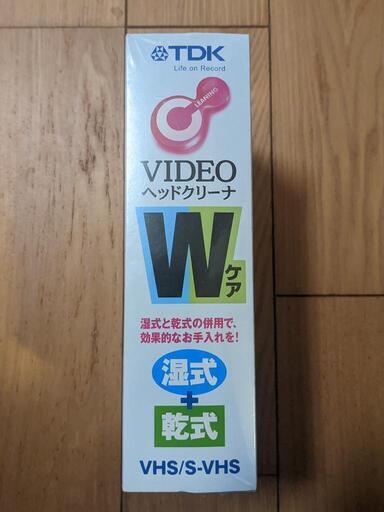 TDK
Life on Record
CLEANING
VIDEO
ヘッドクリーナ
W
ケア
湿式と乾式の併用で、
効果的なお手入れを!
湿式
+
乾式
VHS/S-VHS